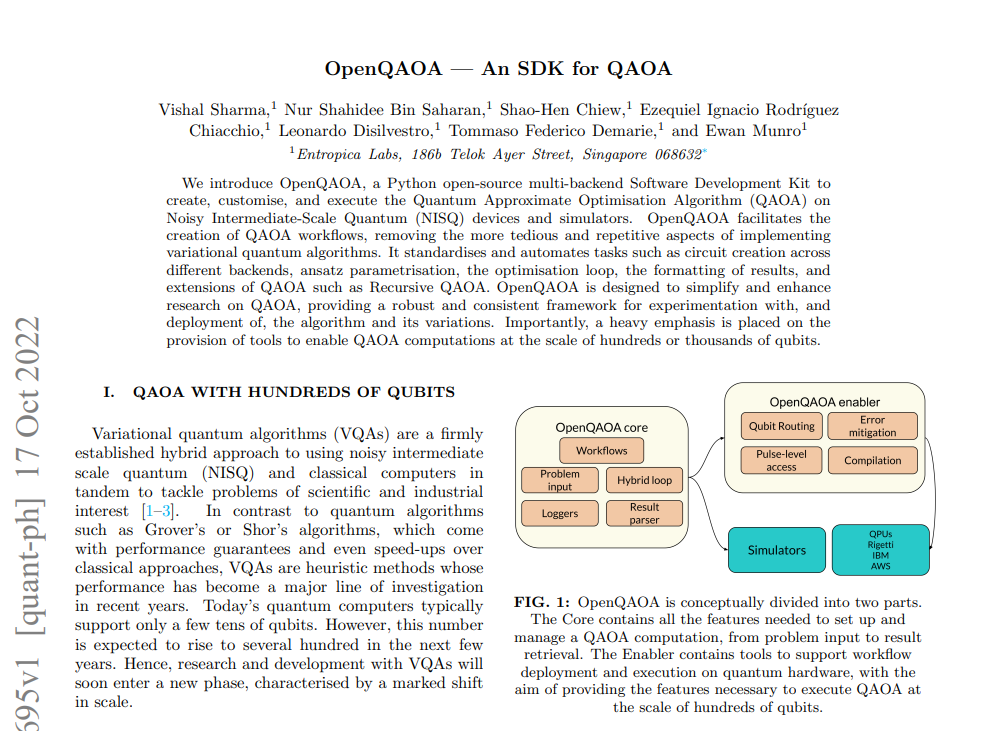 OpenQAOA — An SDK for QAOA
Vishal Sharma,¹ Nur Shahidee Bin Saharan,¹ Shao-Hen Chiew,¹ Ezequiel Ignacio Rodríguez
Chiacchio,¹ Leonardo Disilvestro,¹ Tommaso Federico Demarie,¹ and Ewan Munro¹
¹Entropica Labs, 186b Telok Ayer Street, Singapore 068632*
We introduce OpenQAOA, a Python open-source multi-backend Software Development Kit to
create, customise, and execute the Quantum Approximate Optimisation Algorithm (QAOA) on
Noisy Intermediate-Scale Quantum (NISQ) devices and simulators. OpenQAOA facilitates the
creation of QAOA workflows, removing the more tedious and repetitive aspects of implementing
variational quantum algorithms. It standardises and automates tasks such as circuit creation across
different backends, ansatz parametrisation, the optimisation loop, the formatting of results, and
extensions of QAOA such as Recursive QAOA. OpenQAOA is designed to simplify and enhance
research on QAOA, providing a robust and consistent framework for experimentation with, and
deployment of, the algorithm and its variations. Importantly, a heavy emphasis is placed on the
provision of tools to enable QAOA computations at the scale of hundreds or thousands of qubits.
695v1 [quant-ph] 17 Oct 2022
I. QAOA WITH HUNDREDS OF QUBITS
Variational quantum algorithms (VQAs) are a firmly
established hybrid approach to using noisy intermediate
scale quantum (NISQ) and classical computers in
tandem to tackle problems of scientific and industrial
interest [1–3]. In contrast to quantum algorithms
such as Grover's or Shor's algorithms, which come
with performance guarantees and even speed-ups over
classical approaches, VQAs are heuristic methods whose
performance has become a major line of investigation
in recent years. Today's quantum computers typically
support only a few tens of qubits. However, this number
is expected to rise to several hundred in the next few
years. Hence, research and development with VQAs will
soon enter a new phase, characterised by a marked shift
in scale.
OpenQAOA core
Workflows
Problem
input
Hybrid loop
Loggers
Result
parser
OpenQAOA enabler
Qubit Routing
Error
mitigation
Pulse-level
access
Compilation
Simulators
QPUs
Rigetti
IBM
AWS
FIG. 1: OpenQAOA is conceptually divided into two parts.
The Core contains all the features needed to set up and
manage a QAOA computation, from problem input to result
retrieval. The Enabler contains tools to support workflow
deployment and execution on quantum hardware, with the
aim of providing the features necessary to execute QAOA at
the scale of hundreds of qubits.